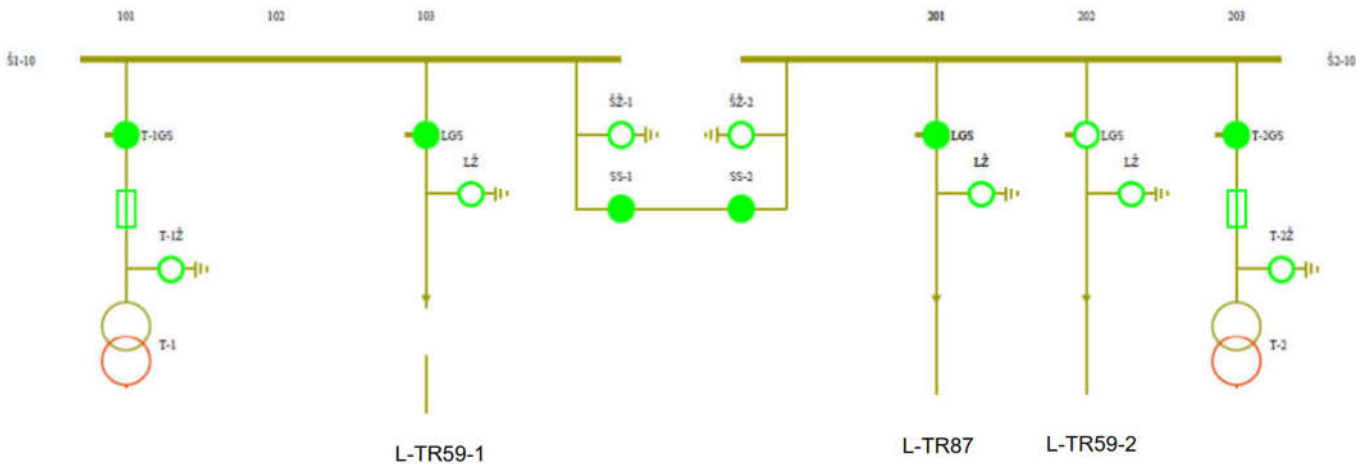 101 102 103 201 202 203
Š1-10 Š2-10
ŠŽ-1 ŠŽ-2
T-1GS LGS LGS LGS T-2GS
LŽ LŽ LŽ
SS-1 SS-2
T-1Ž T-2Ž
T-1 T-2
L-TR59-1 L-TR87 L-TR59-2